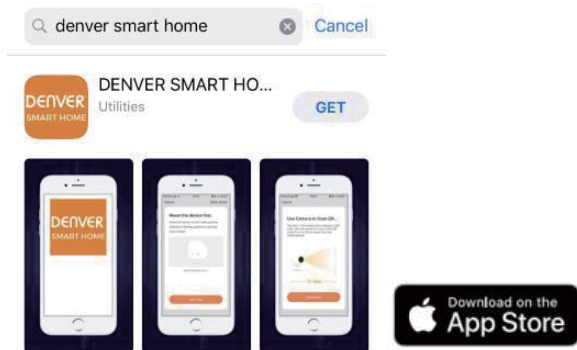 denver smart home
Cancel
DENVER SMART HO...
Utilities
GET
DENVER
SMART HOME
DENVER
SMART HOME
Reset the device first.
Use Camera to Scan QR...
Download on the
App Store